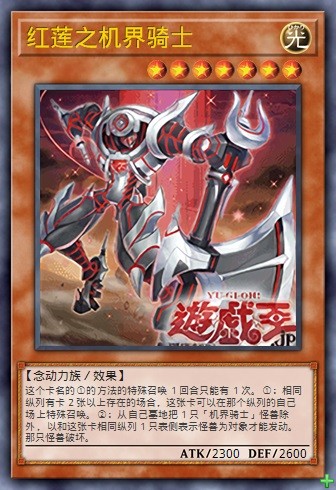 红莲之机界骑士
光
YU-GI-OH!
遊戯王
JP
【念动力族／效果】
这个卡名的①的方法的特殊召唤 1 回合只能有 1 次。①：相同
纵列有卡 2 张以上存在的场合，这张卡可以在那个纵列的自己
场上特殊召唤。②：从自己墓地把 1 只「机界骑士」怪兽除
外，以和这张卡相同纵列 1 只表侧表示怪兽为对象才能发动。
那只怪兽破坏。
ATK/2300 DEF/2600